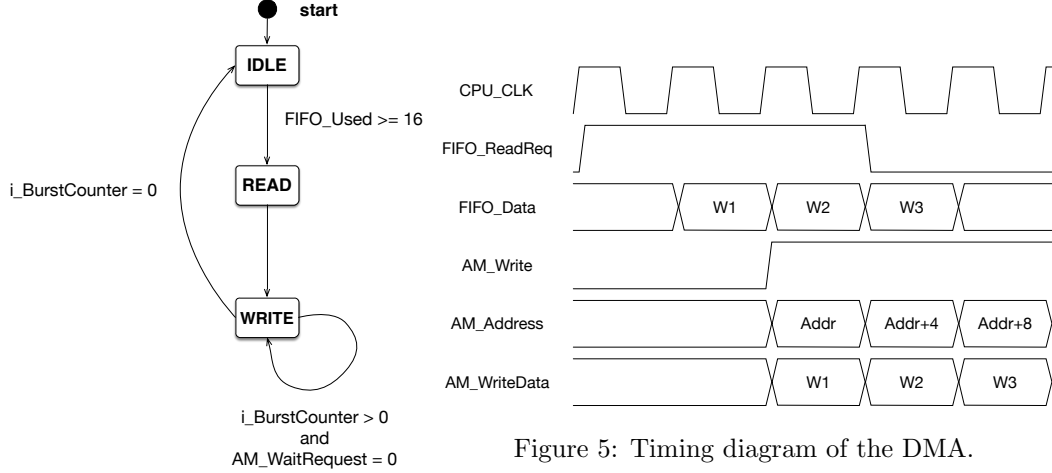 start
IDLE
FIFO_Used >= 16
i_BurstCounter = 0
READ
WRITE
i_BurstCounter > 0
and
AM_WaitRequest = 0
CPU_CLK
FIFO_ReadReq
FIFO_Data W1 W2 W3
AM_Write
AM_Address Addr Addr+4 Addr+8
AM_WriteData W1 W2 W3
Figure 5: Timing diagram of the DMA.